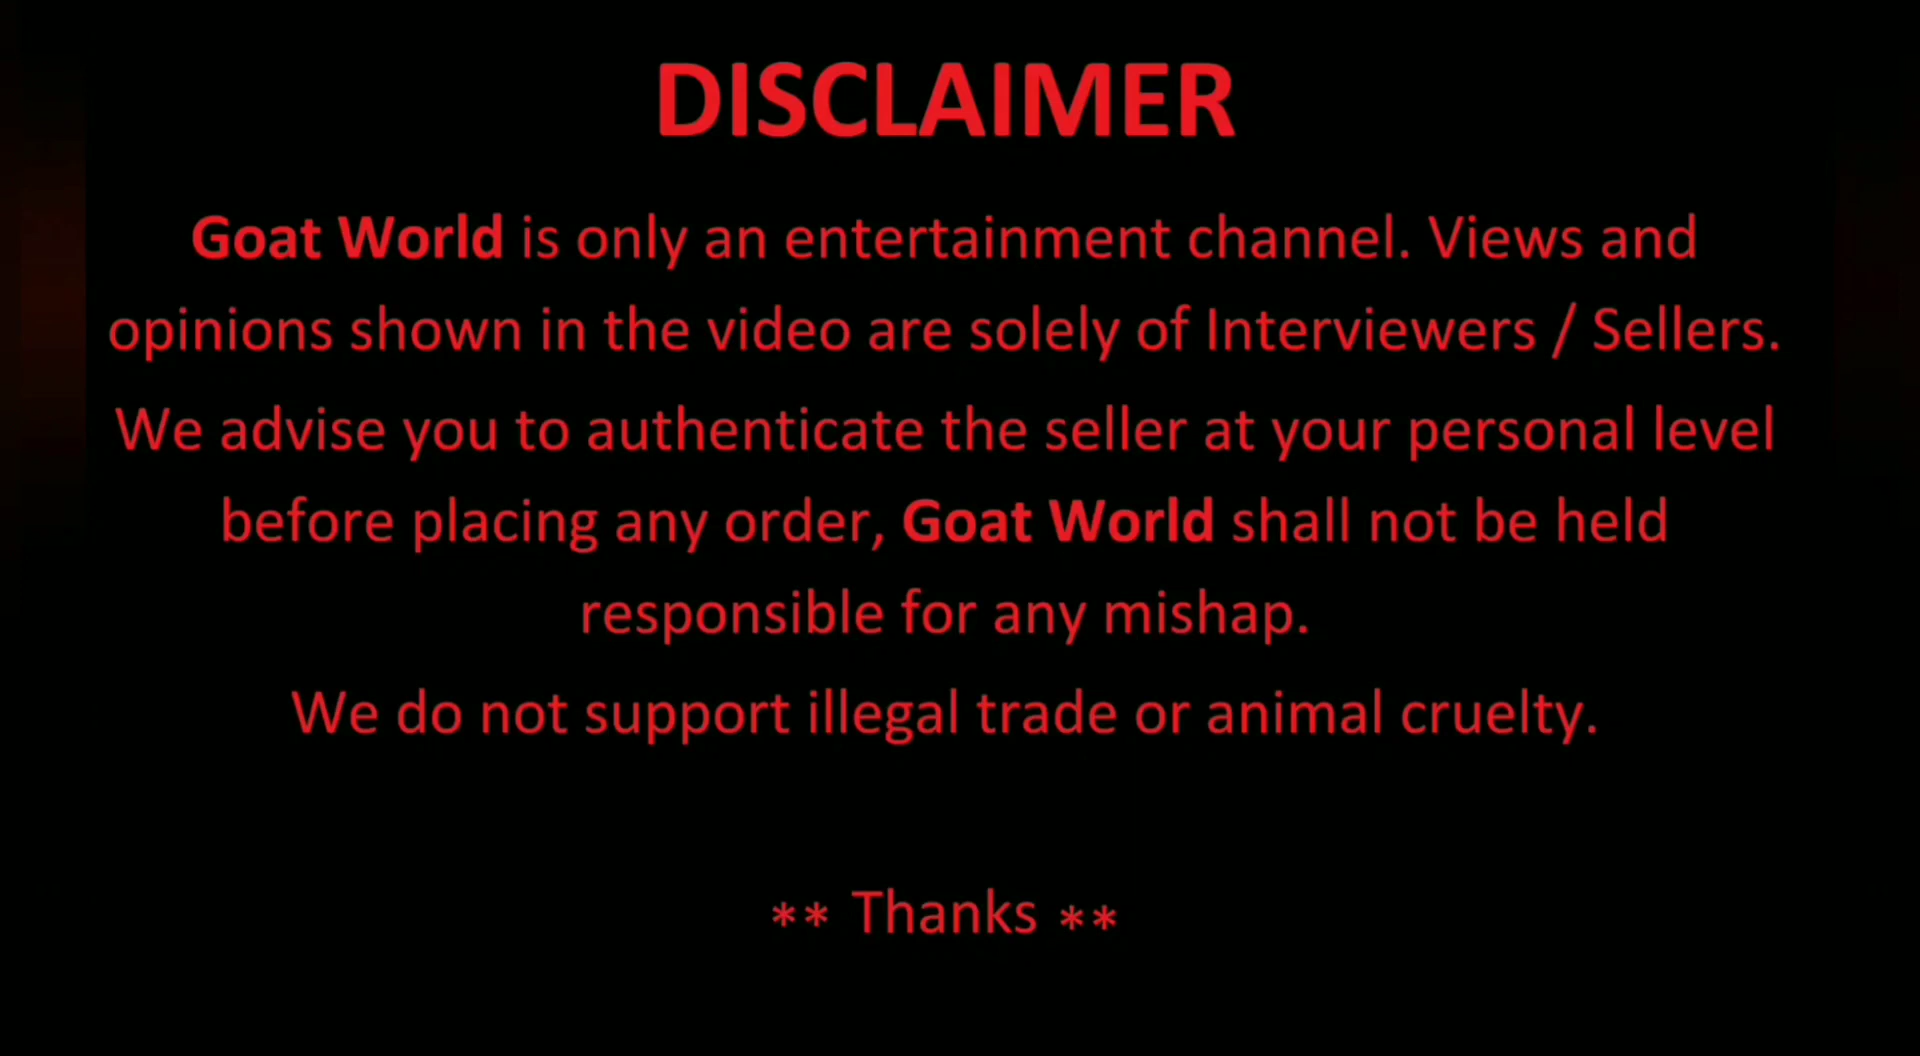 DISCLAIMER
Goat World is only an entertainment channel. Views and
opinions shown in the video are solely of Interviewers / Sellers.
We advise you to authenticate the seller at your personal level
before placing any order, Goat World shall not be held
responsible for any mishap.
We do not support illegal trade or animal cruelty.
** Thanks **